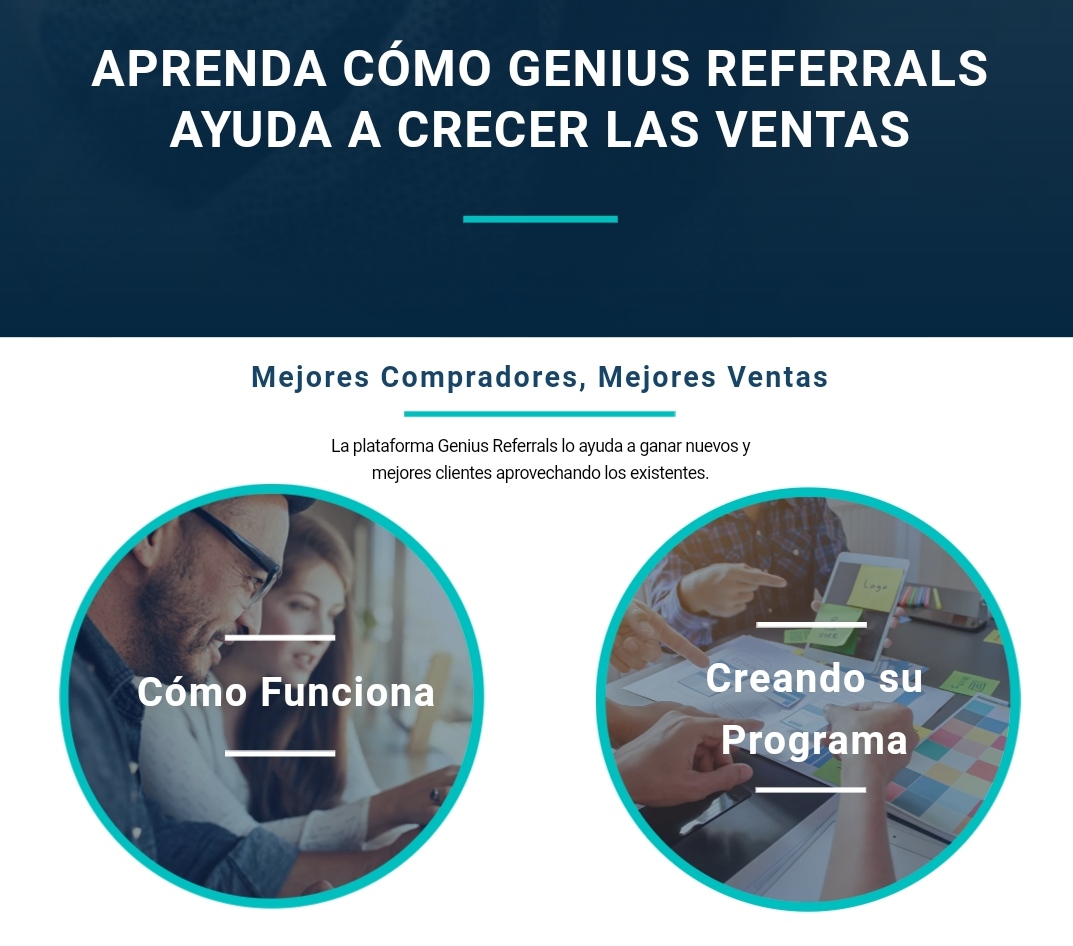 APRENDA CÓMO GENIUS REFERRALS
AYUDA A CRECER LAS VENTAS
Mejores Compradores, Mejores Ventas
La plataforma Genius Referrals lo ayuda a ganar nuevos y
mejores clientes aprovechando los existentes.
Cómo Funciona
Logo
Creando su
Programa